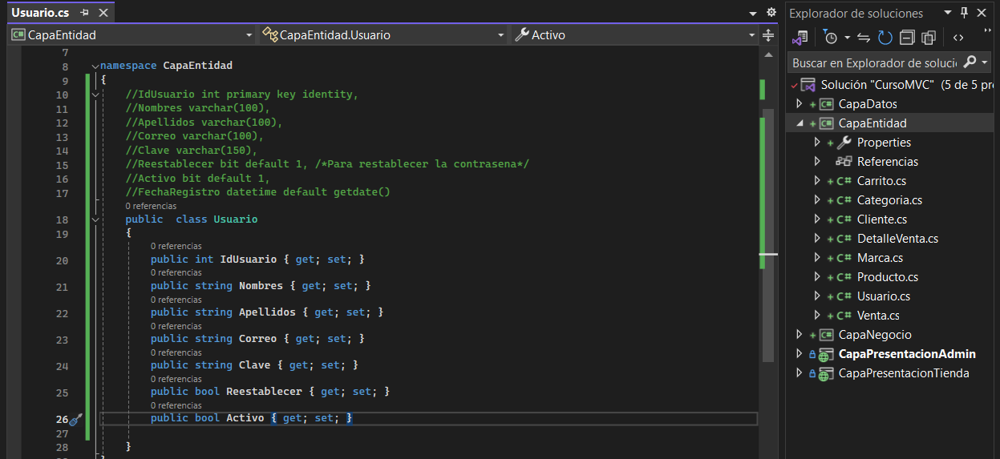 Usuario.cs
CapaEntidad
CapaEntidad.Usuario
Activo
7
8 namespace CapaEntidad
9 {
10 //IdUsuario int primary key identity,
11 //Nombres varchar(100),
12 //Apellidos varchar(100),
13 //Correo varchar(100),
14 //Clave varchar(150),
15 //Reestablecer bit default 1, /*Para restablecer la contrasena*/
16 //Activo bit default 1,
17 //FechaRegistro datetime default getdate()
0 referencias
18 public  class Usuario
19 {
0 referencias
20 public int IdUsuario { get; set; }
0 referencias
21 public string Nombres { get; set; }
0 referencias
22 public string Apellidos { get; set; }
0 referencias
23 public string Correo { get; set; }
0 referencias
24 public string Clave { get; set; }
0 referencias
25 public bool Reestablecer { get; set; }
0 referencias
26 public bool Activo { get; set; }
27
28 }
Explorador de soluciones
Buscar en Explorador de soluci
Solución "CursoMVC" (5 de 5 pr
CapaDatos
CapaEntidad
Properties
Referencias
Carrito.cs
Categoria.cs
Cliente.cs
DetalleVenta.cs
Marca.cs
Producto.cs
Usuario.cs
Venta.cs
CapaNegocio
CapaPresentacionAdmin
CapaPresentacionTienda